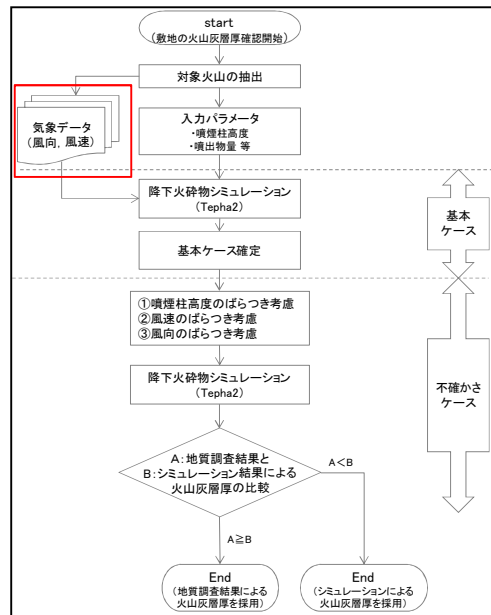 start
(敷地の火山灰層厚確認開始)
対象火山の抽出
気象データ
(風向,風速)
入力パラメータ
・噴煙柱高度
・噴出物量 等
降下火砕物シミュレーション
(Tepha2)
基本ケース確定
基本
ケース
①噴煙柱高度のばらつき考慮
②風速のばらつき考慮
③風向のばらつき考慮
降下火砕物シミュレーション
(Tepha2)
不確かさ
ケース
A:地質調査結果と
B:シミュレーション結果による
火山灰層厚の比較
A<B
A≧B
End
(地質調査結果による
火山灰層厚を採用)
End
(シミュレーションによる
火山灰層厚を採用)